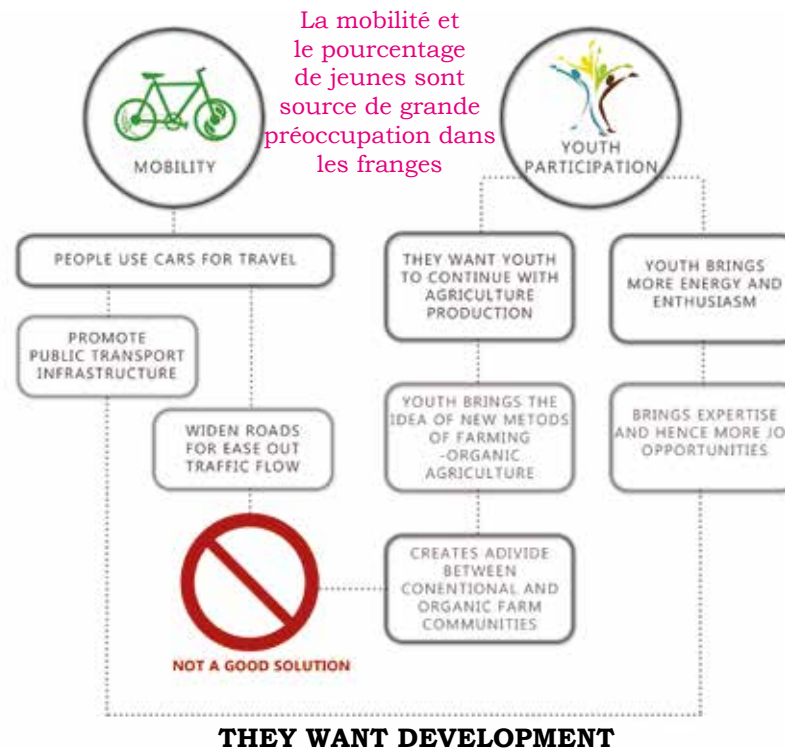 La mobilité et
le pourcentage
de jeunes sont
source de grande
préoccupation dans
les franges
MOBILITY
YOUTH
PARTICIPATION
PEOPLE USE CARS FOR TRAVEL
PROMOTE
PUBLIC TRANSPORT
INFRASTRUCTURE
WIDEN ROADS
FOR EASE OUT
TRAFFIC FLOW
NOT A GOOD SOLUTION
THEY WANT YOUTH
TO CONTINUE WITH
AGRICULTURE
PRODUCTION
YOUTH BRINGS THE
IDEA OF NEW METODS
OF FARMING
-ORGANIC
AGRICULTURE
CREATES ADIVIDE
BETWEEN
CONENTIONAL AND
ORGANIC FARM
COMMUNITIES
YOUTH BRINGS
MORE ENERGY AND
ENTHUSIASM
BRINGS EXPERTISE
AND HENCE MORE JO
OPPORTUNITIES
THEY WANT DEVELOPMENT